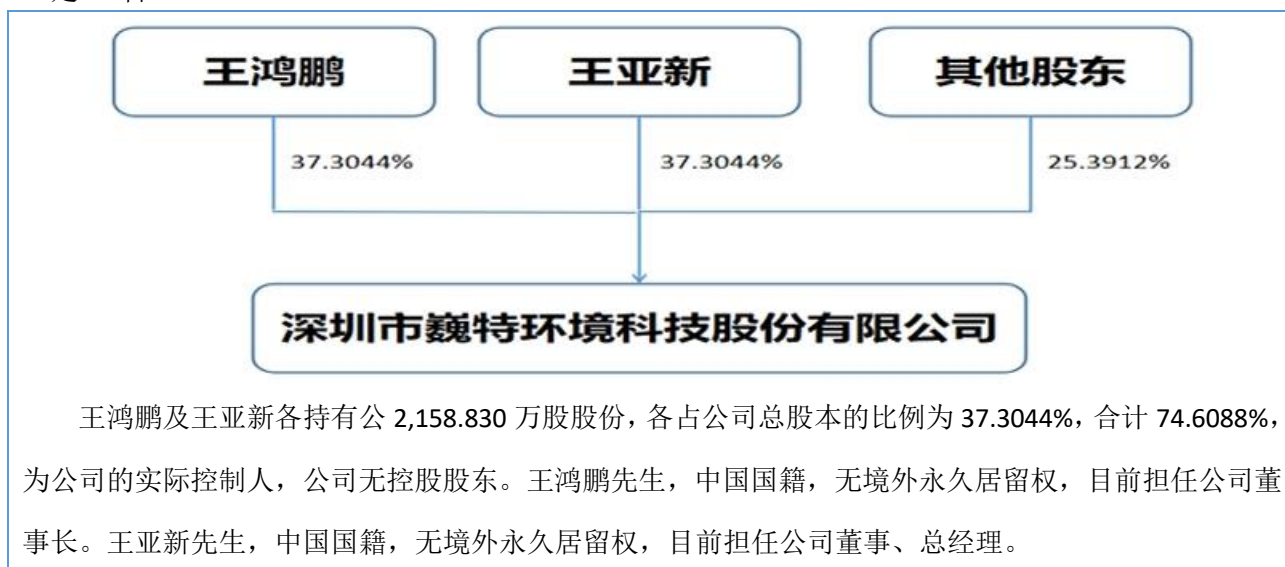 王鸿鹏 王亚新 其他股东
37.3044% 37.3044% 25.3912%
深圳市巍特环境科技股份有限公司
王鸿鹏及王亚新各持有公 2,158.830 万股股份，各占公司总股本的比例为 37.3044%，合计 74.6088%，
为公司的实际控制人，公司无控股股东。王鸿鹏先生，中国国籍，无境外永久居留权，目前担任公司董
事长。王亚新先生，中国国籍，无境外永久居留权，目前担任公司董事、总经理。